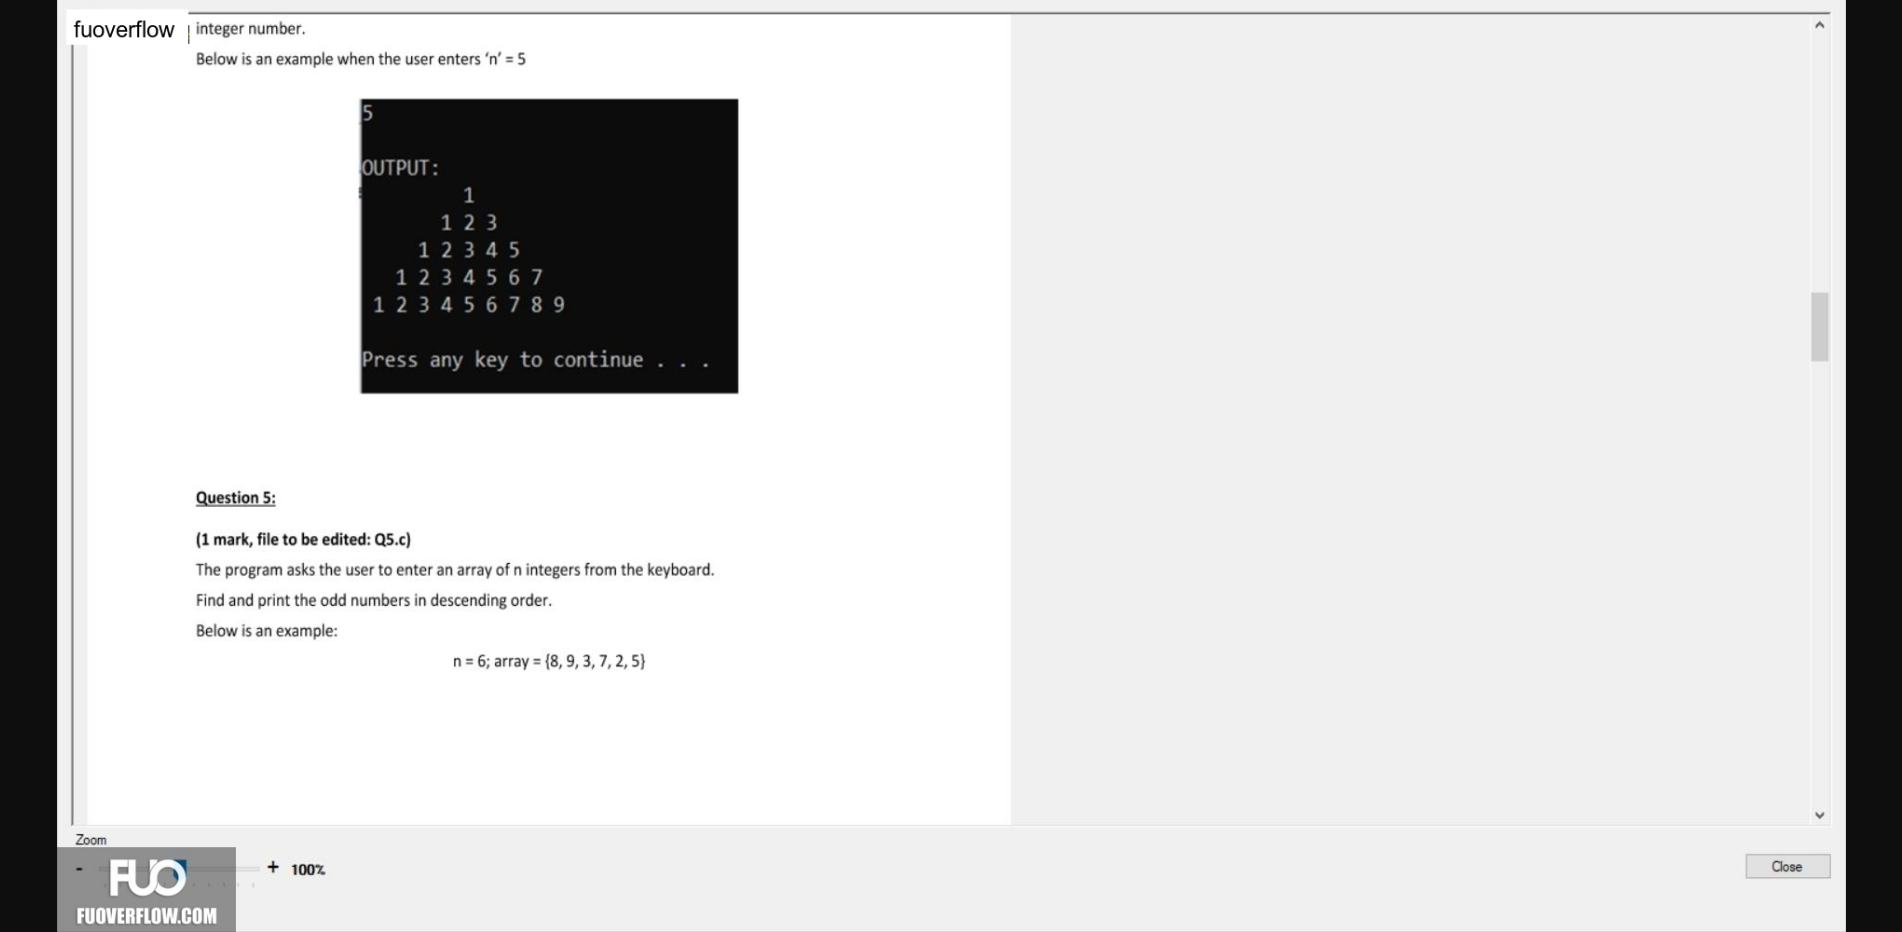 fuoverflow
integer number.
Below is an example when the user enters ‘n’ = 5
5
OUTPUT:
1
1 2 3
1 2 3 4 5
1 2 3 4 5 6 7
1 2 3 4 5 6 7 8 9
Press any key to continue . . .
Question 5:
(1 mark, file to be edited: Q5.c)
The program asks the user to enter an array of n integers from the keyboard.
Find and print the odd numbers in descending order.
Below is an example:
n = 6; array = {8, 9, 3, 7, 2, 5}
Zoom
- + 100%
Close
FUO
FUOVERFLOW.COM